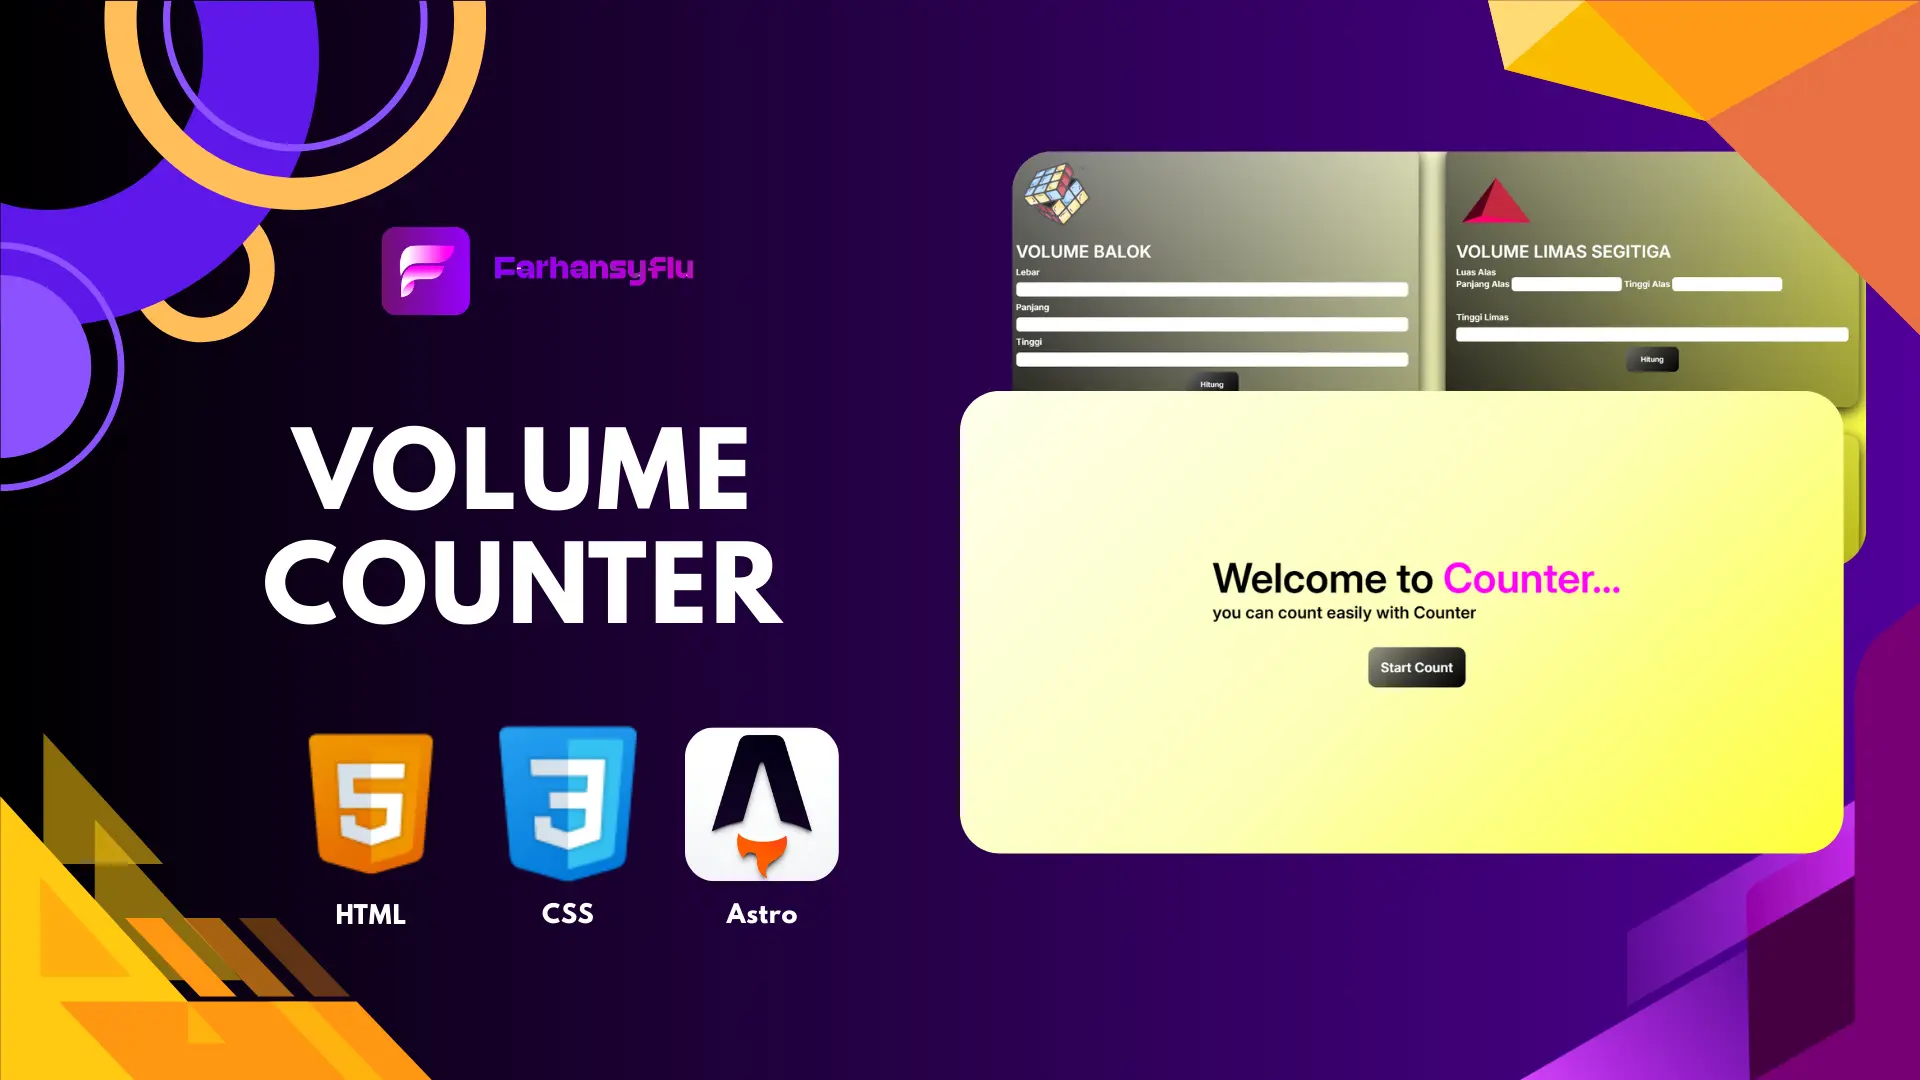 Farhansyflu
VOLUME
COUNTER
HTML
CSS
Astro
VOLUME BALOK
Lebar
Panjang
Tinggi
Hitung
VOLUME LIMAS SEGITIGA
Luas Alas
Panjang Alas Tinggi Alas
Tinggi Limas
Hitung
Welcome to Counter...
you can count easily with Counter
Start Count